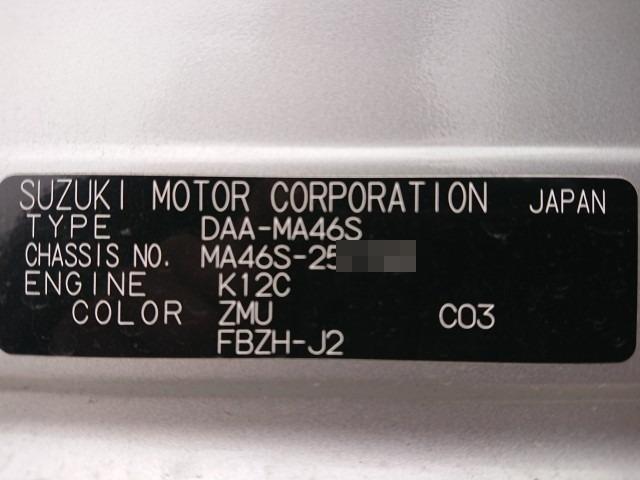 SUZUKI MOTOR CORPORATION JAPAN
TYPE DAA-MA46S
CHASSIS NO. MA46S-25
ENGINE K12C
COLOR ZMU C03
FBZH-J2